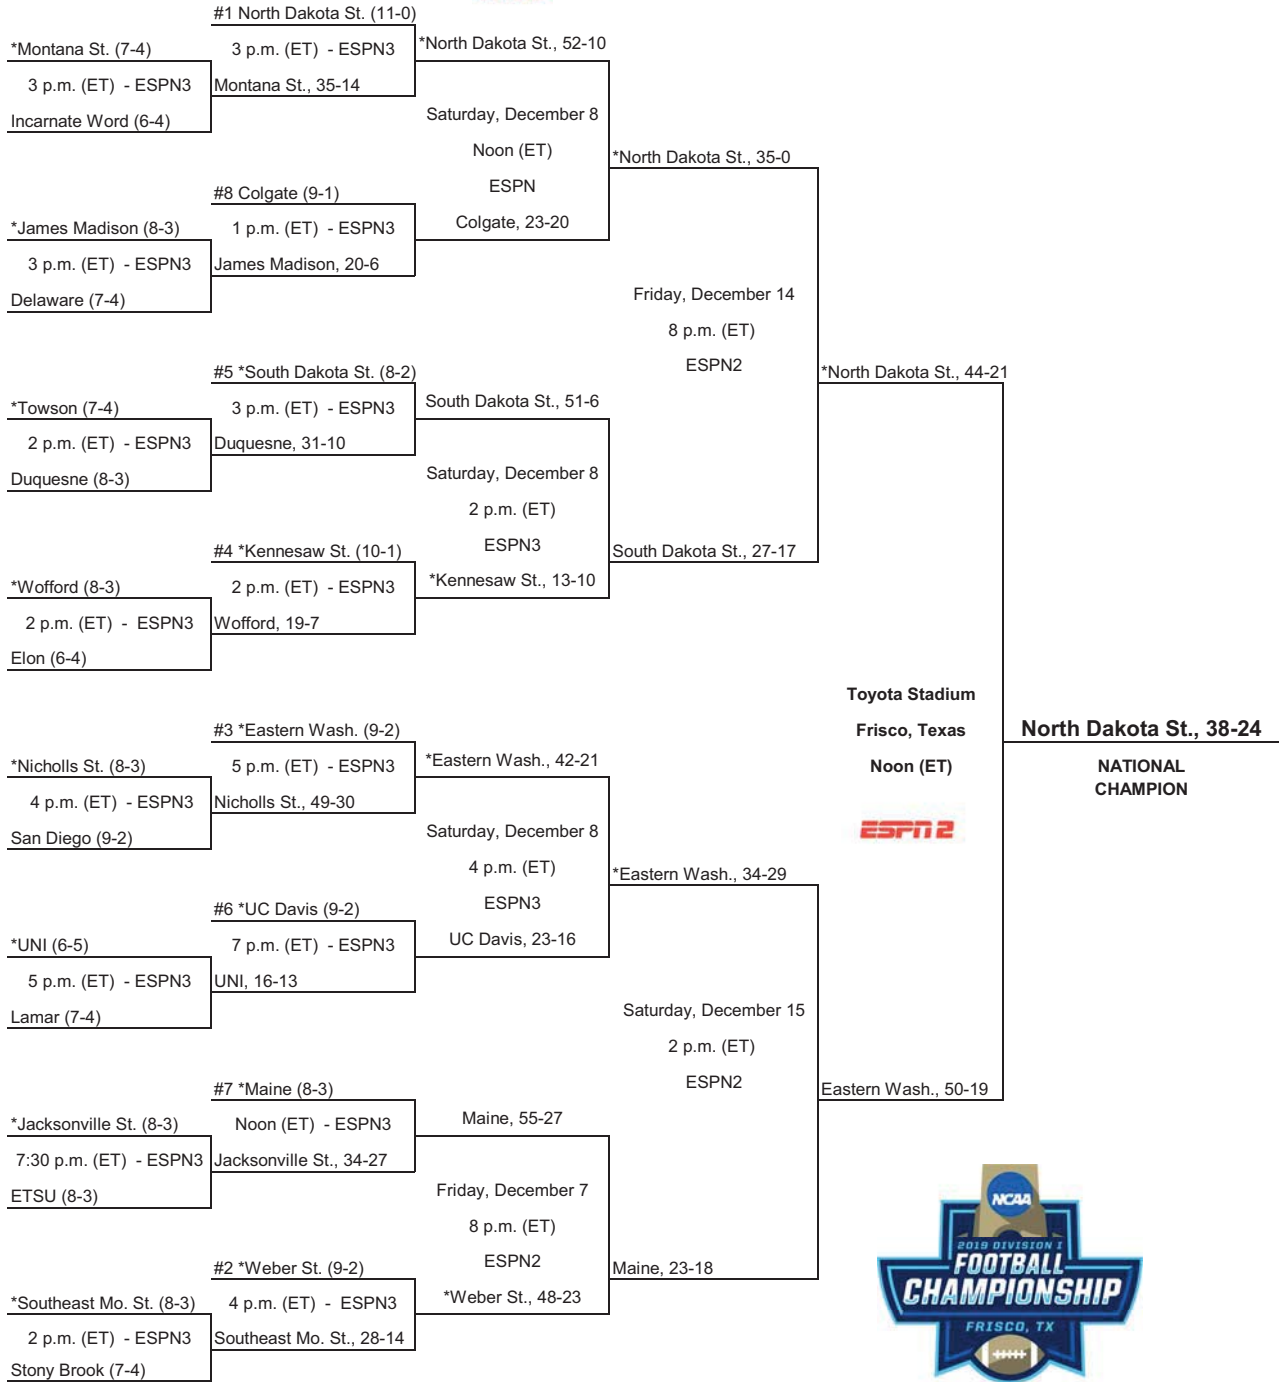 #1 North Dakota St. (11-0)
*Montana St. (7-4)
3 p.m. (ET) - ESPN3
*North Dakota St., 52-10
3 p.m. (ET) - ESPN3
Montana St., 35-14
Incarnate Word (6-4)
Saturday, December 8
Noon (ET)
ESPN
*North Dakota St., 35-0
#8 Colgate (9-1)
*James Madison (8-3)
1 p.m. (ET) - ESPN3
Colgate, 23-20
3 p.m. (ET) - ESPN3
James Madison, 20-6
Delaware (7-4)
Friday, December 14
8 p.m. (ET)
ESPN2
#5 *South Dakota St. (8-2)
*North Dakota St., 44-21
*Towson (7-4)
3 p.m. (ET) - ESPN3
South Dakota St., 51-6
2 p.m. (ET) - ESPN3
Duquesne, 31-10
Duquesne (8-3)
Saturday, December 8
2 p.m. (ET)
ESPN3
#4 *Kennesaw St. (10-1)
South Dakota St., 27-17
*Wofford (8-3)
2 p.m. (ET) - ESPN3
*Kennesaw St., 13-10
2 p.m. (ET) - ESPN3
Wofford, 19-7
Elon (6-4)
Toyota Stadium
Frisco, Texas
Noon (ET)
ESPN2
North Dakota St., 38-24
NATIONAL
CHAMPION
#3 *Eastern Wash. (9-2)
*Nicholls St. (8-3)
5 p.m. (ET) - ESPN3
*Eastern Wash., 42-21
4 p.m. (ET) - ESPN3
Nicholls St., 49-30
San Diego (9-2)
Saturday, December 8
4 p.m. (ET)
ESPN3
*Eastern Wash., 34-29
#6 *UC Davis (9-2)
*UNI (6-5)
7 p.m. (ET) - ESPN3
UC Davis, 23-16
5 p.m. (ET) - ESPN3
UNI, 16-13
Lamar (7-4)
Saturday, December 15
2 p.m. (ET)
ESPN2
#7 *Maine (8-3)
Eastern Wash., 50-19
*Jacksonville St. (8-3)
Noon (ET) - ESPN3
Maine, 55-27
7:30 p.m. (ET) - ESPN3
Jacksonville St., 34-27
ETSU (8-3)
Friday, December 7
8 p.m. (ET)
ESPN2
#2 *Weber St. (9-2)
Maine, 23-18
*Southeast Mo. St. (8-3)
4 p.m. (ET) - ESPN3
*Weber St., 48-23
2 p.m. (ET) - ESPN3
Southeast Mo. St., 28-14
Stony Brook (7-4)
NCAA
2019 DIVISION I
FOOTBALL
CHAMPIONSHIP
FRISCO, TX